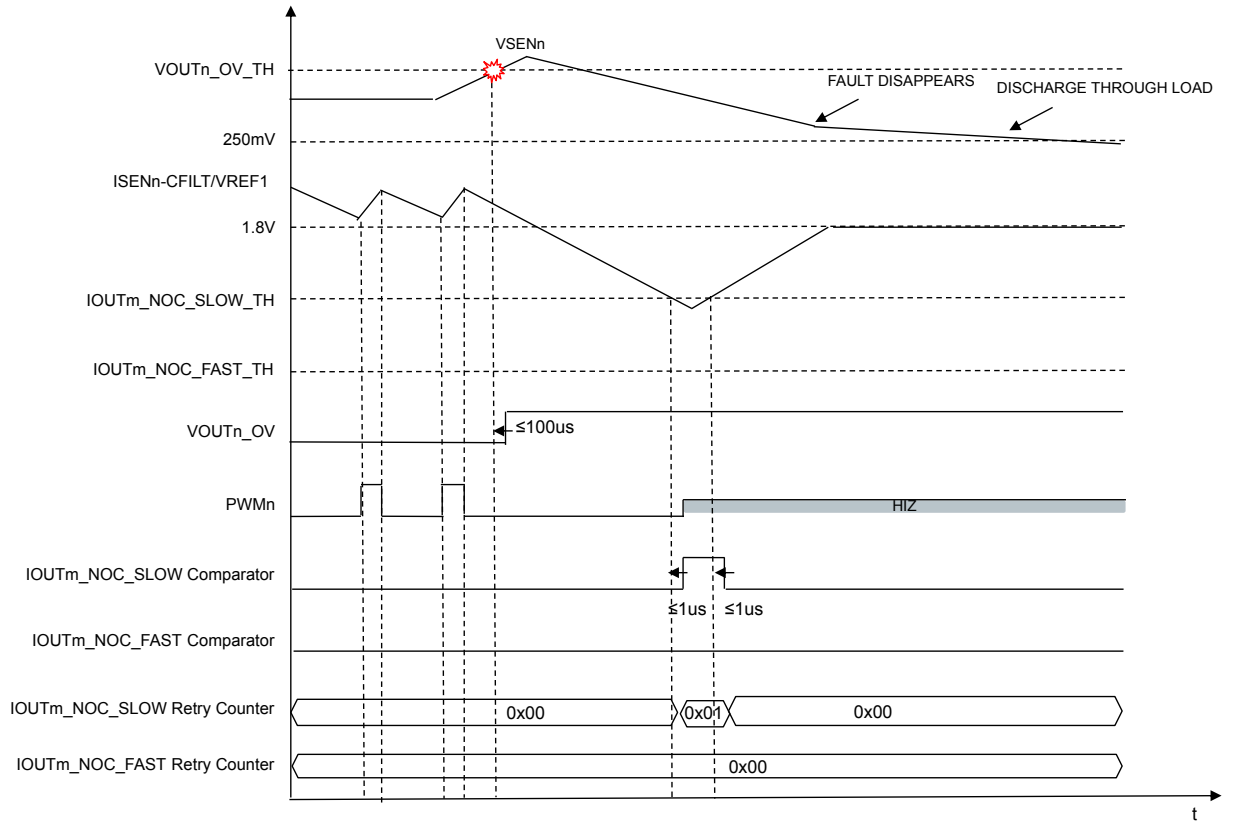 VSENn
VOUTn_OV_TH
FAULT DISAPPEARS
DISCHARGE THROUGH LOAD
250mV
ISENn-CFILT/VREF1
1.8V
IOUTm_NOC_SLOW_TH
IOUTm_NOC_FAST_TH
VOUTn_OV
≤100us
PWMn
HIZ
IOUTm_NOC_SLOW Comparator
≤1us
≤1us
IOUTm_NOC_FAST Comparator
IOUTm_NOC_SLOW Retry Counter
0x00
0x01
0x00
IOUTm_NOC_FAST Retry Counter
0x00
t